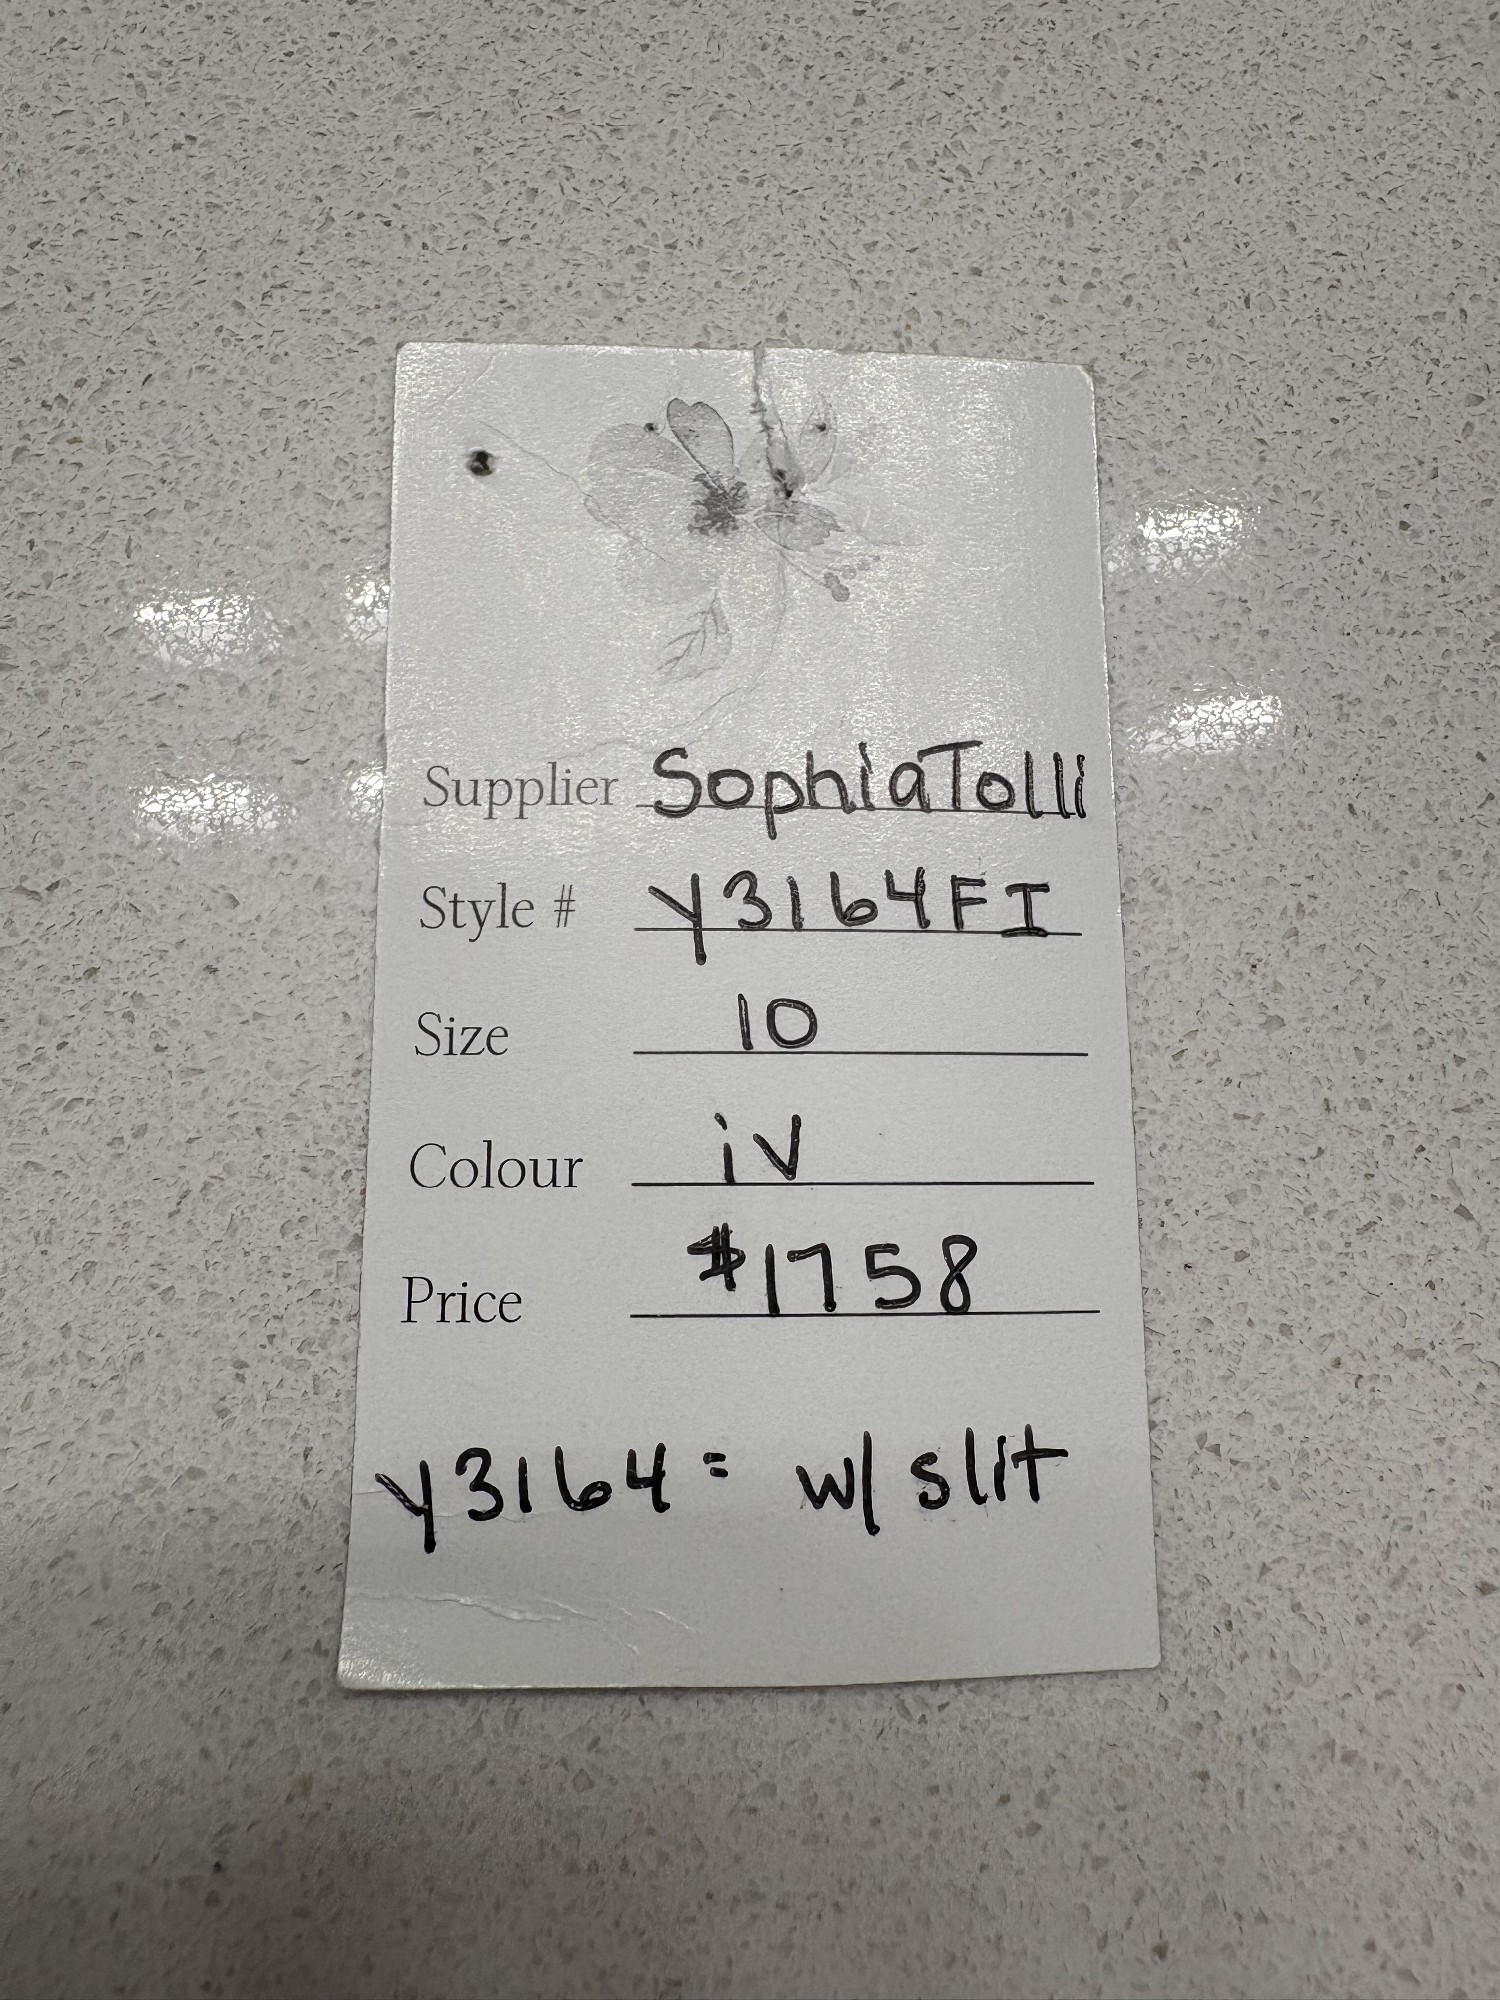 Supplier SophiaTolli
Style # y3164FI
Size 10
Colour iv
Price $1758
y3164 = w/ slit